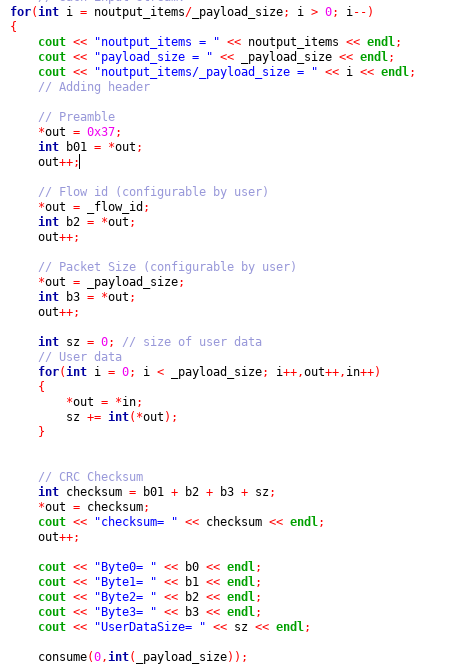 for(int i = noutput_items/_payload_size; i > 0; i--)
{
    cout << "noutput_items = " << noutput_items << endl;
    cout << "payload_size = " << _payload_size << endl;
    cout << "noutput_items/_payload_size = " << i << endl;
    // Adding header

    // Preamble
    *out = 0x37;
    int b01 = *out;
    out++;

    // Flow id (configurable by user)
    *out = _flow_id;
    int b2 = *out;
    out++;

    // Packet Size (configurable by user)
    *out = _payload_size;
    int b3 = *out;
    out++;

    int sz = 0; // size of user data
    // User data
    for(int i = 0; i < _payload_size; i++,out++,in++)
    {
        *out = *in;
        sz += int(*out);
    }


    // CRC Checksum
    int checksum = b01 + b2 + b3 + sz;
    *out = checksum;
    cout << "checksum= " << checksum << endl;
    out++;

    cout << "Byte0= " << b0 << endl;
    cout << "Byte1= " << b1 << endl;
    cout << "Byte2= " << b2 << endl;
    cout << "Byte3= " << b3 << endl;
    cout << "UserDataSize= " << sz << endl;

    consume(0,int(_payload_size));